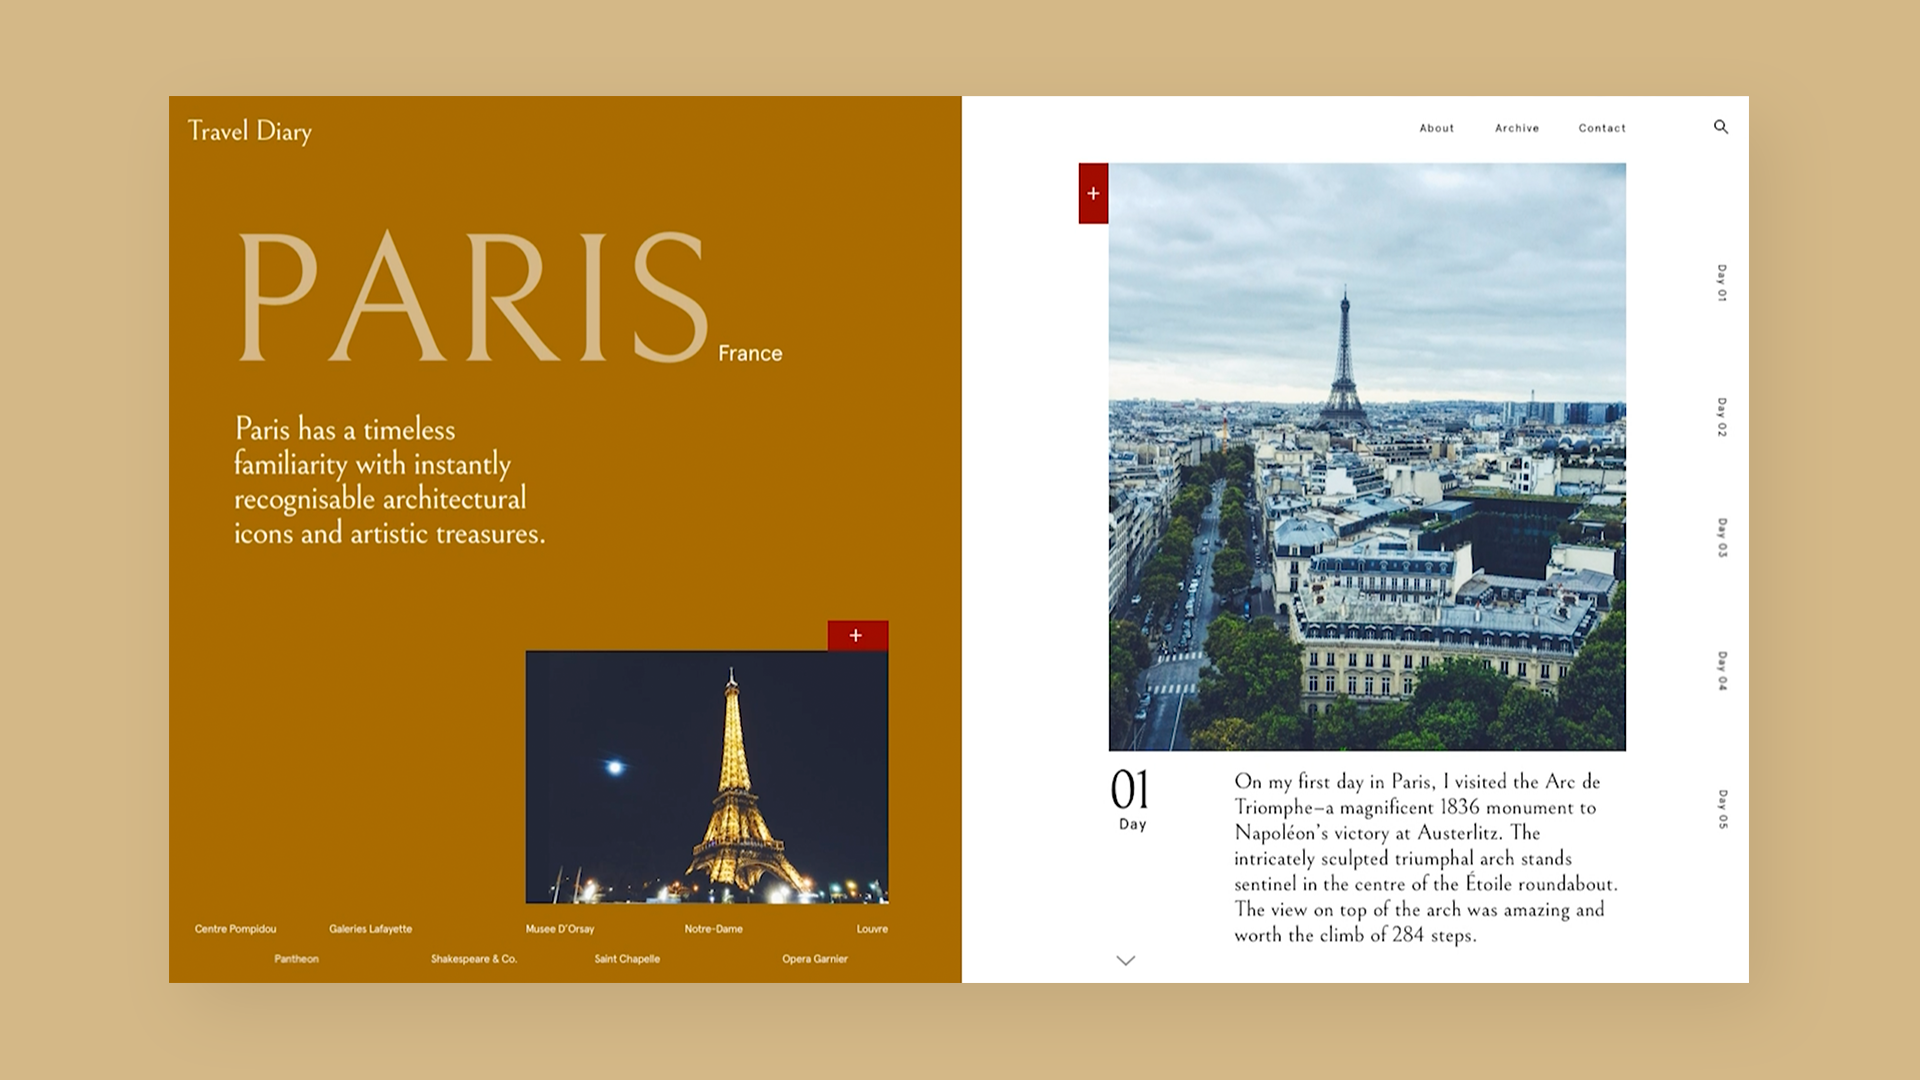 Travel Diary
PARIS
France
Paris has a timeless
familiarity with instantly
recognisable architectural
icons and artistic treasures.
+
Centre Pompidou
Galeries Lafayette
Musee D'Orsay
Notre-Dame
Louvre
Pantheon
Shakespeare & Co.
Saint Chapelle
Opera Garnier
About
Archive
Contact
+
01
Day
On my first day in Paris, I visited the Arc de
Triomphe–a magnificent 1836 monument to
Napoléon's victory at Austerlitz. The
intricately sculpted triumphal arch stands
sentinel in the centre of the Étoile roundabout.
The view on top of the arch was amazing and
worth the climb of 284 steps.
Day 01
Day 02
Day 03
Day 04
Day 05